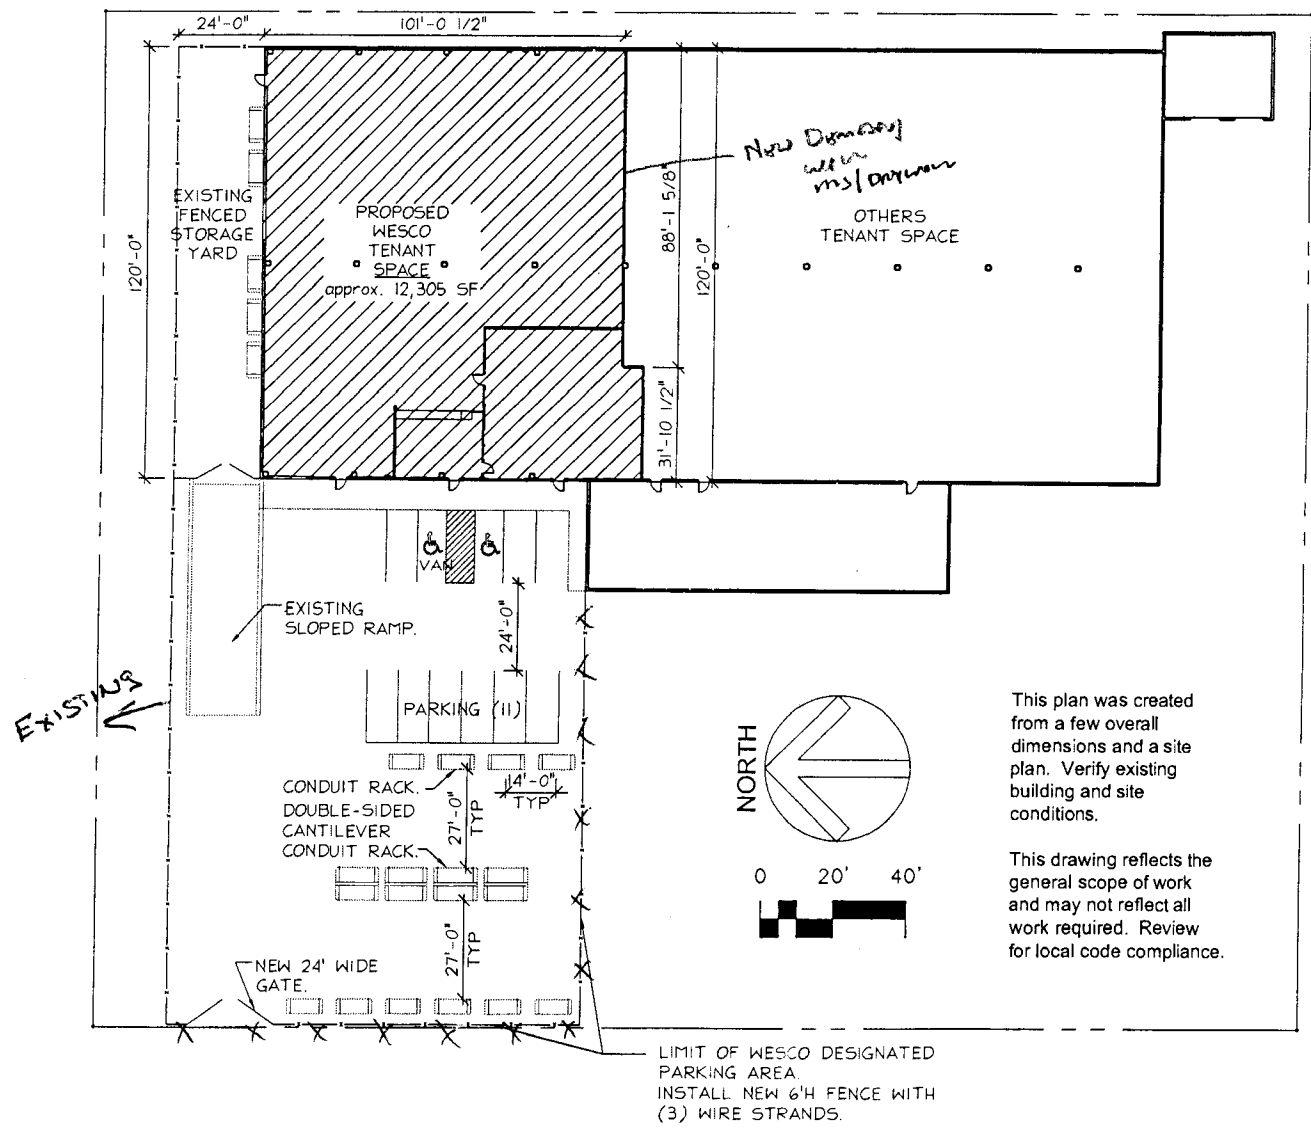 24'-0"
101'-0 1/2"
120'-0"
EXISTING
FENCED
STORAGE
YARD
PROPOSED
WESCO
TENANT
SPACE
approx. 12,305 SF
88'-1 5/8"
31'-10 1/2"
120'-0"
New
OTHERS
TENANT SPACE
VAN
EXISTING
SLOPED RAMP.
24'-0"
EXISTING
PARKING (11)
CONDUIT RACK.
14'-0"
TYP
DOUBLE-SIDED
CANTILEVER
CONDUIT RACK.
27'-0"
TYP
27'-0"
TYP
NEW 24' WIDE
GATE.
LIMIT OF WESCO DESIGNATED
PARKING AREA.
INSTALL NEW 6'H FENCE WITH
(3) WIRE STRANDS.
NORTH
0 20' 40'
This plan was created
from a few overall
dimensions and a site
plan. Verify existing
building and site
conditions.
This drawing reflects the
general scope of work
and may not reflect all
work required. Review
for local code compliance.